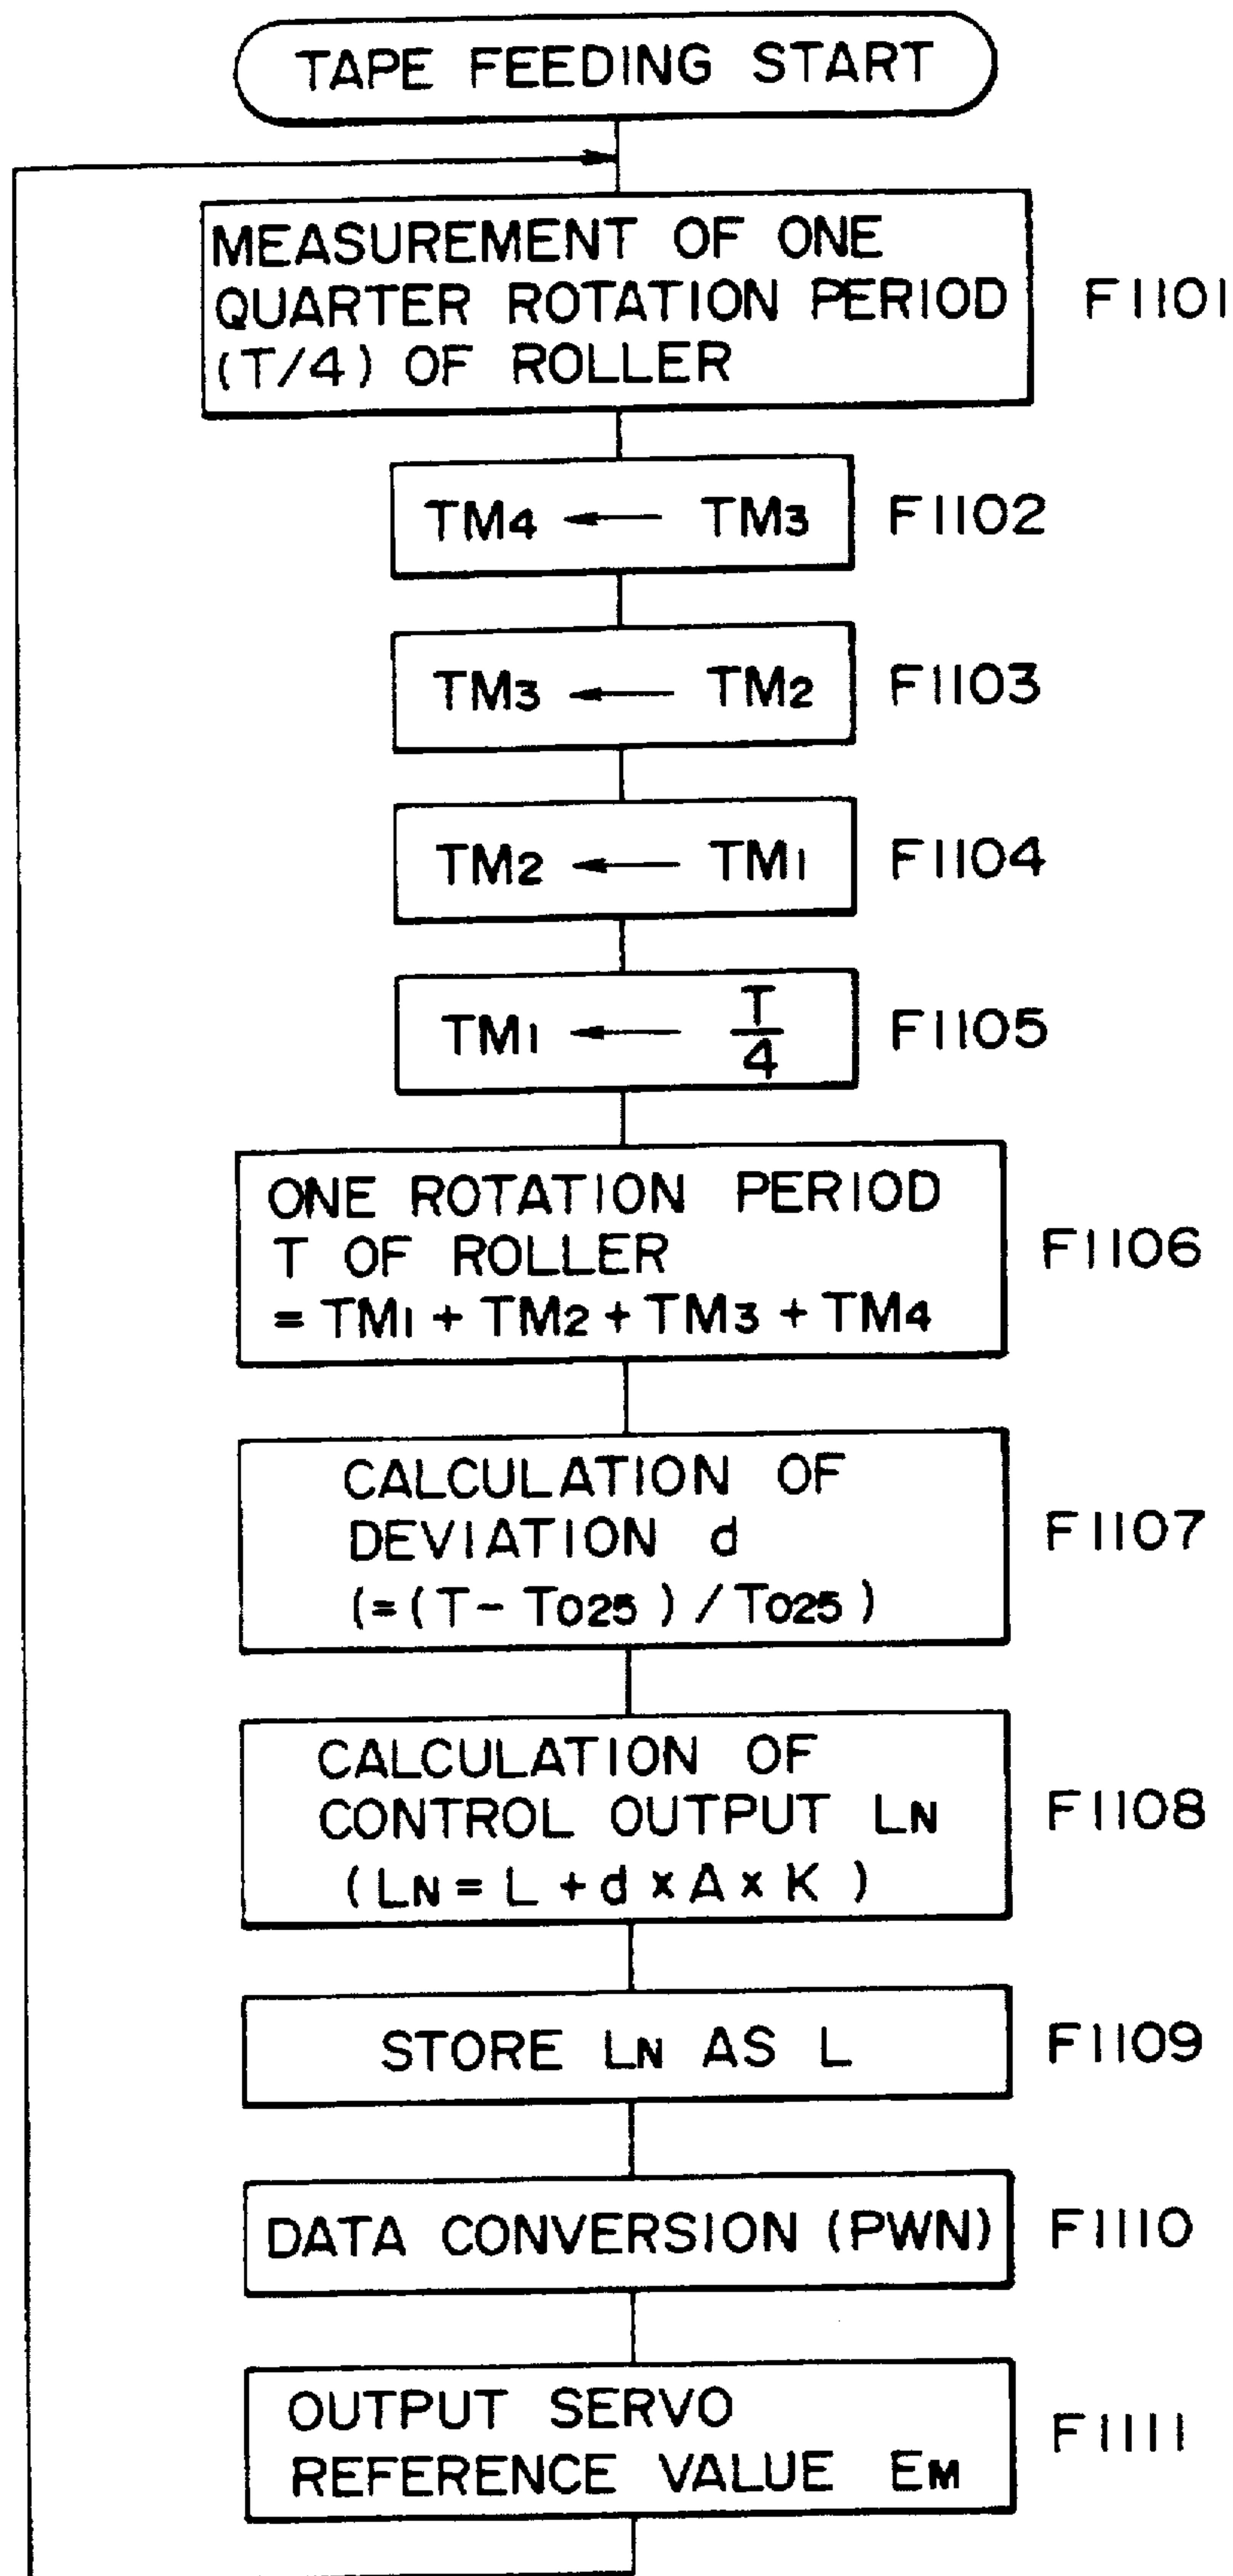 TAPE FEEDING START
MEASUREMENT OF ONE
QUARTER ROTATION PERIOD
(T/4) OF ROLLER
F1101
TM4 ← TM3
F1102
TM3 ← TM2
F1103
TM2 ← TM1
F1104
TM1 ← T/4
F1105
ONE ROTATION PERIOD
T OF ROLLER
= TM1 + TM2 + TM3 + TM4
F1106
CALCULATION OF
DEVIATION d
(=(T- T025)/T025)
F1107
CALCULATION OF
CONTROL OUTPUT LN
(LN = L + d × A × K)
F1108
STORE LN AS L
F1109
DATA CONVERSION (PWN)
F1110
OUTPUT SERVO
REFERENCE VALUE EM
F1111